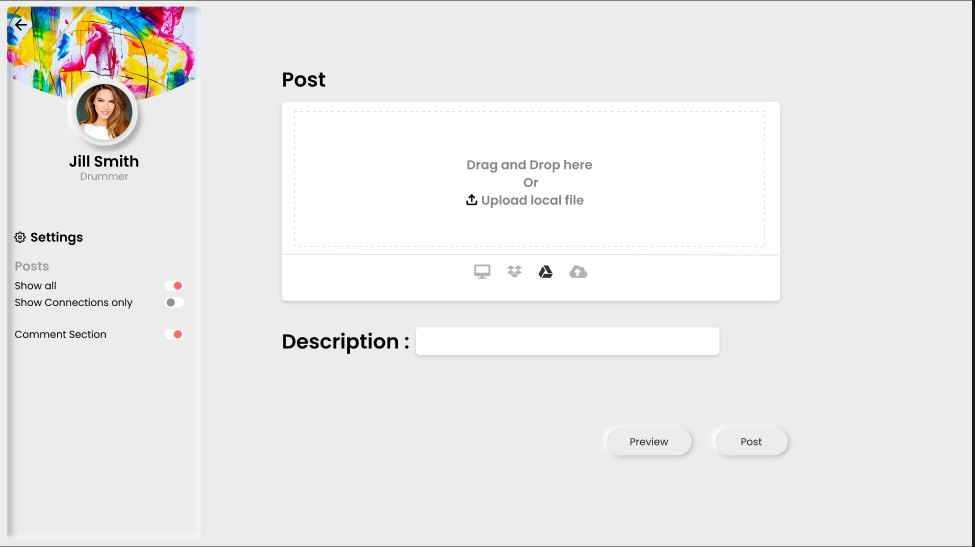 Jill Smith
Drummer
Settings
Posts
Show all
Show Connections only
Comment Section
Post
Drag and Drop here
Or
Upload local file
Description :
Preview
Post